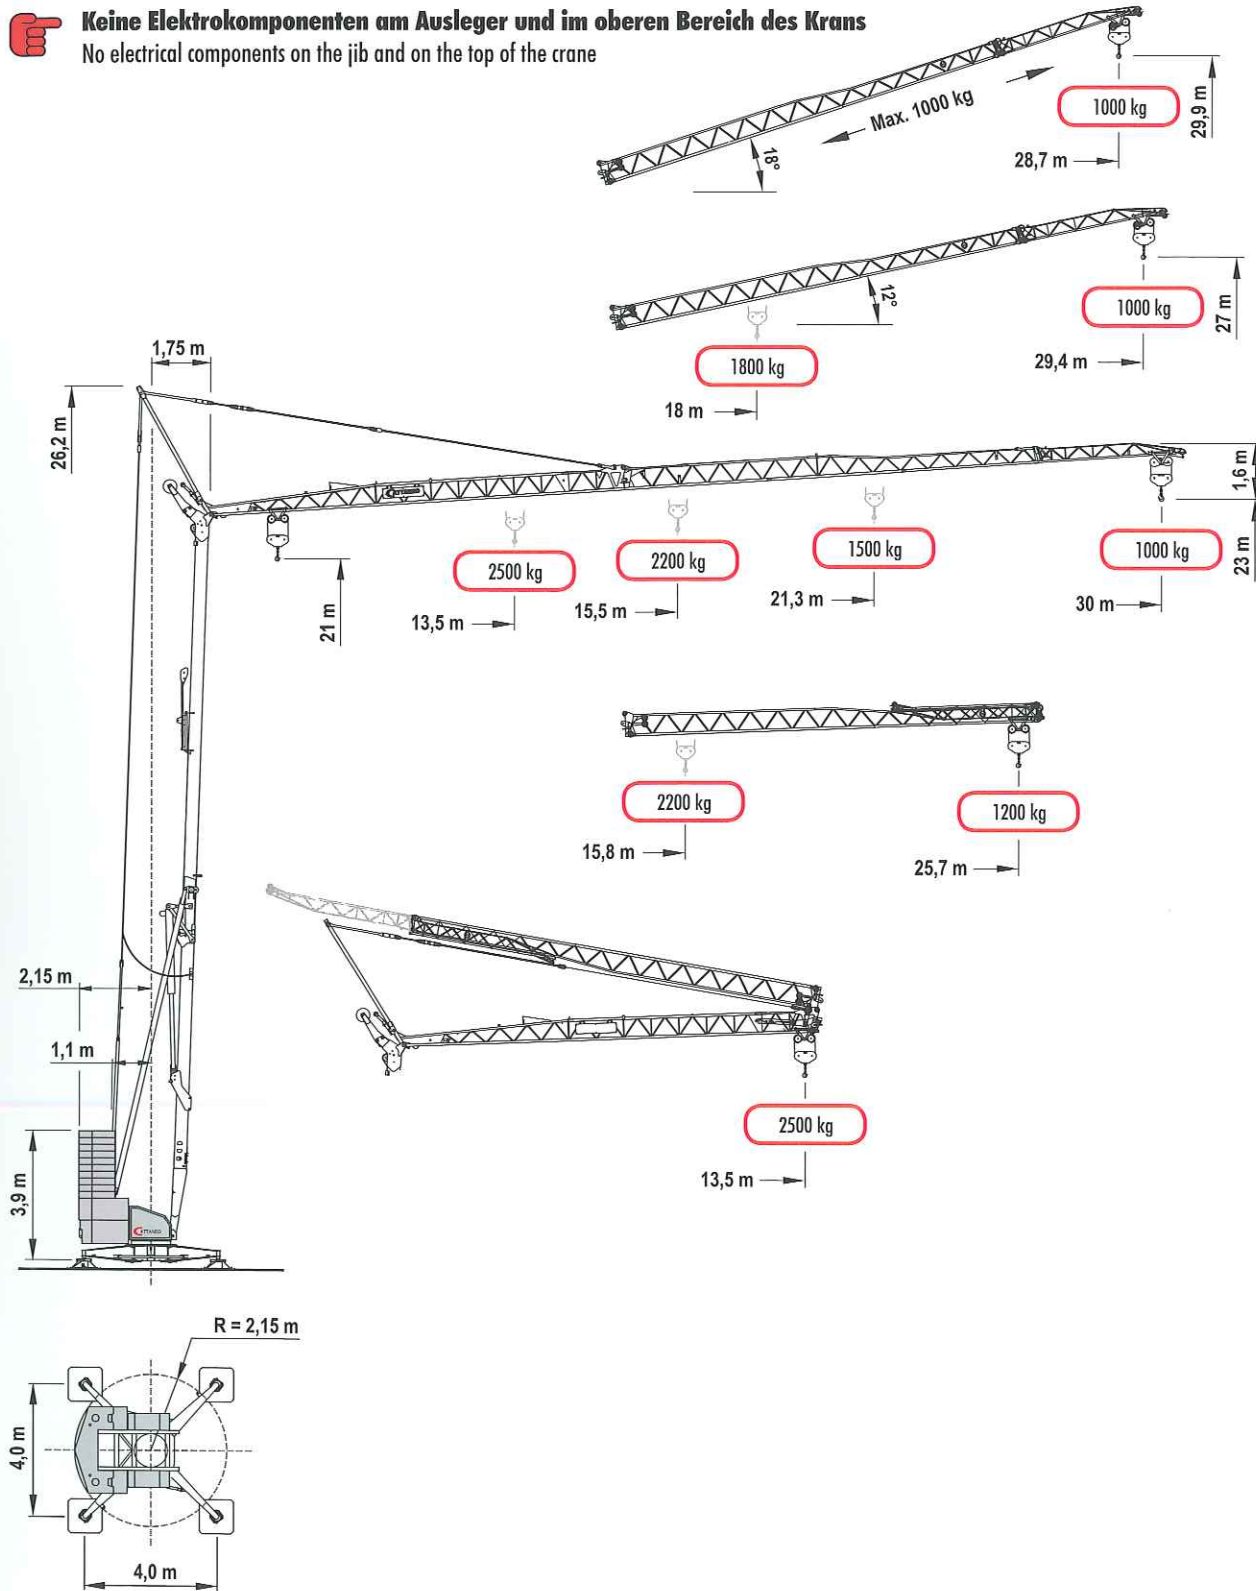 Keine Elektrokomponenten am Ausleger und im oberen Bereich des Krans
No electrical components on the jib and on the top of the crane
Max. 1000 kg
1000 kg
29,9 m
28,7 m
18°
12°
1000 kg
27 m
29,4 m
1800 kg
18 m
1,75 m
26,2 m
1,6 m
2500 kg
2200 kg
1500 kg
1000 kg
23 m
21 m
13,5 m
15,5 m
21,3 m
30 m
2200 kg
1200 kg
15,8 m
25,7 m
2,15 m
1,1 m
2500 kg
13,5 m
3,9 m
CATTANEO
R = 2,15 m
4,0 m
4,0 m